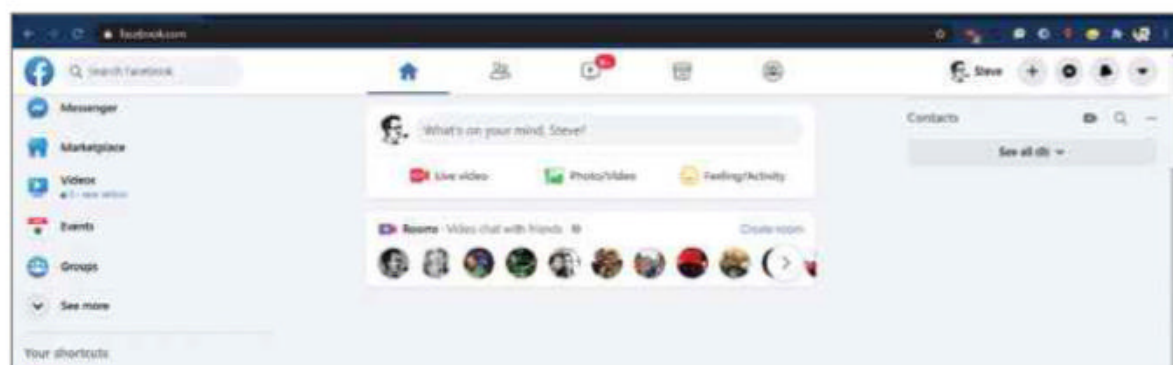 facebook.com
Search Facebook
9+
Steve
Messenger
Marketplace
Videos
Events
Groups
See more
Your shortcuts
What's on your mind, Steve?
Live video
Photo/Video
Feeling/Activity
Rooms · Video chat with friends
Create room
Contacts
See all